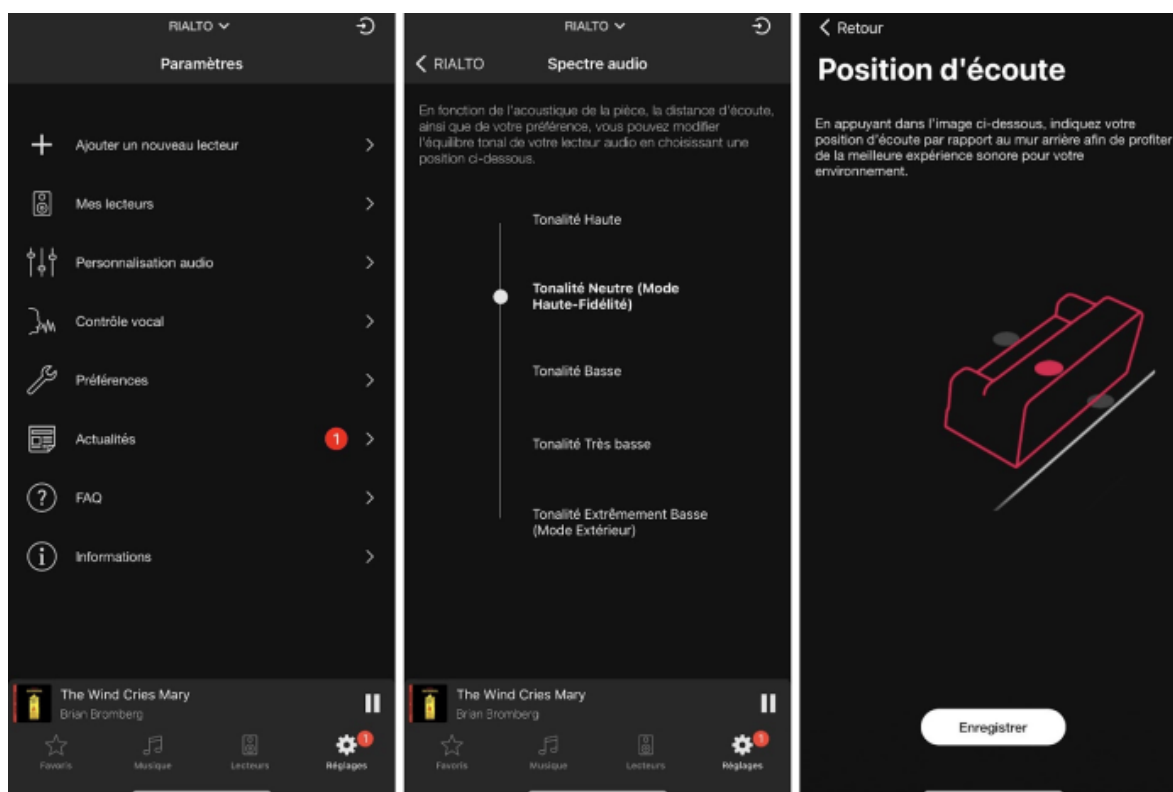 RIALTO
Paramètres
Ajouter un nouveau lecteur
Mes lecteurs
Personnalisation audio
Contrôle vocal
Préférences
Actualités
1
FAQ
Informations
The Wind Cries Mary
Brian Bromberg
Favoris
Musique
Lecteurs
Réglages
1
RIALTO
RIALTO
Spectre audio
En fonction de l'acoustique de la pièce, la distance d'écoute,
ainsi que de votre préférence, vous pouvez modifier
l'équilibre tonal de votre lecteur audio en choisissant une
position ci-dessous.
Tonalité Haute
Tonalité Neutre (Mode
Haute-Fidélité)
Tonalité Basse
Tonalité Très basse
Tonalité Extrêmement Basse
(Mode Extérieur)
The Wind Cries Mary
Brian Bromberg
Favoris
Musique
Lecteurs
Réglages
1
Retour
Position d'écoute
En appuyant dans l'image ci-dessous, indiquez votre
position d'écoute par rapport au mur arrière afin de profiter
de la meilleure expérience sonore pour votre
environnement.
Enregistrer